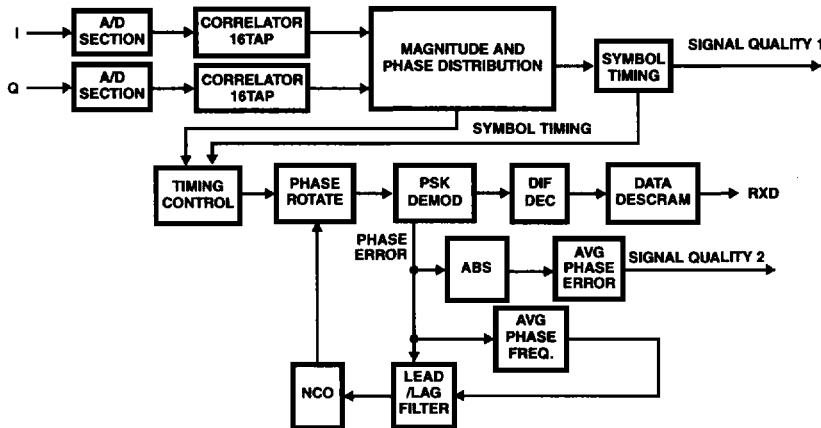 I
A/D
SECTION
CORRELATOR
16TAP
MAGNITUDE AND
PHASE DISTRIBUTION
SYMBOL
TIMING
SIGNAL QUALITY 1
Q
A/D
SECTION
CORRELATOR
16TAP
SYMBOL TIMING
TIMING
CONTROL
PHASE
ROTATE
PSK
DEMOD
DIF
DEC
DATA
DESCRAM
RXD
PHASE
ERROR
ABS
AVG
PHASE
ERROR
SIGNAL QUALITY 2
AVG
PHASE
FREQ.
NCO
LEAD
/LAG
FILTER